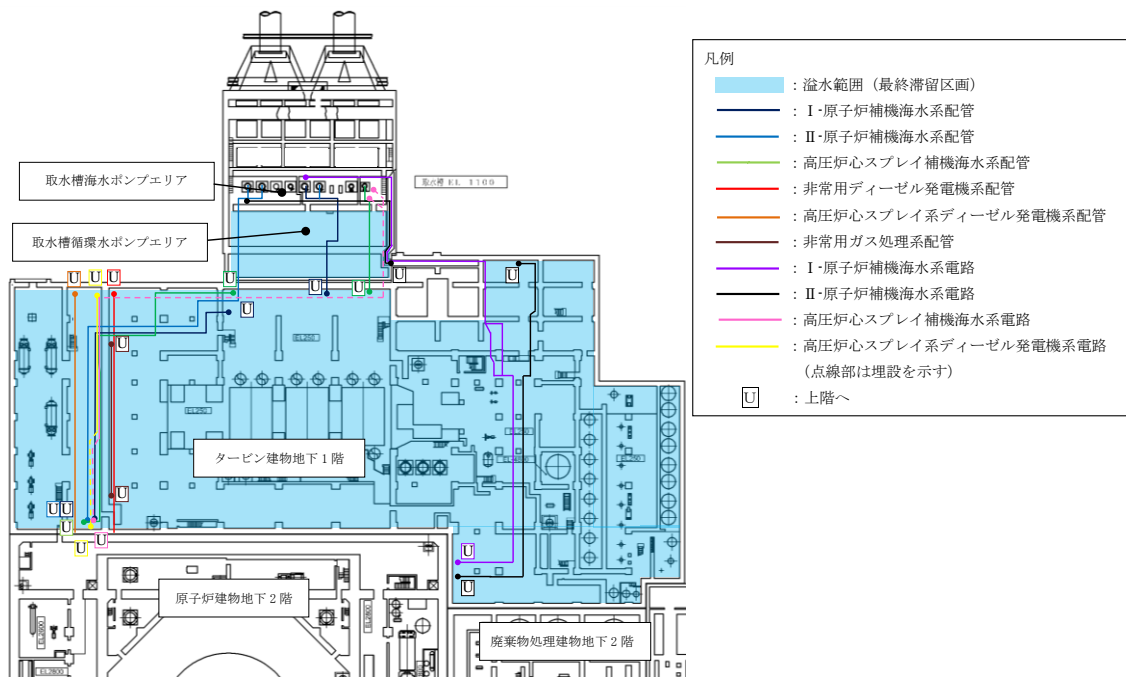 凡例
：溢水範囲（最終滞留区画）
：Ⅰ-原子炉補機海水系配管
：Ⅱ-原子炉補機海水系配管
：高圧炉心スプレイ補機海水系配管
：非常用ディーゼル発電機系配管
：高圧炉心スプレイ系ディーゼル発電機系配管
：非常用ガス処理系配管
：Ⅰ-原子炉補機海水系電路
：Ⅱ-原子炉補機海水系電路
：高圧炉心スプレイ補機海水系電路
：高圧炉心スプレイ系ディーゼル発電機系電路
(点線部は埋設を示す)
U ：上階へ
取水槽海水ポンプエリア
取水槽 EL 1100
取水槽循環水ポンプエリア
U
U
U
U
U
U
U
U
U
EL250
U
EL250
タービン建物地下１階
EL250
U
U U
U
U
U
U
U
原子炉建物地下２階
廃棄物処理建物地下２階
EL2600
EL2800
EL2800